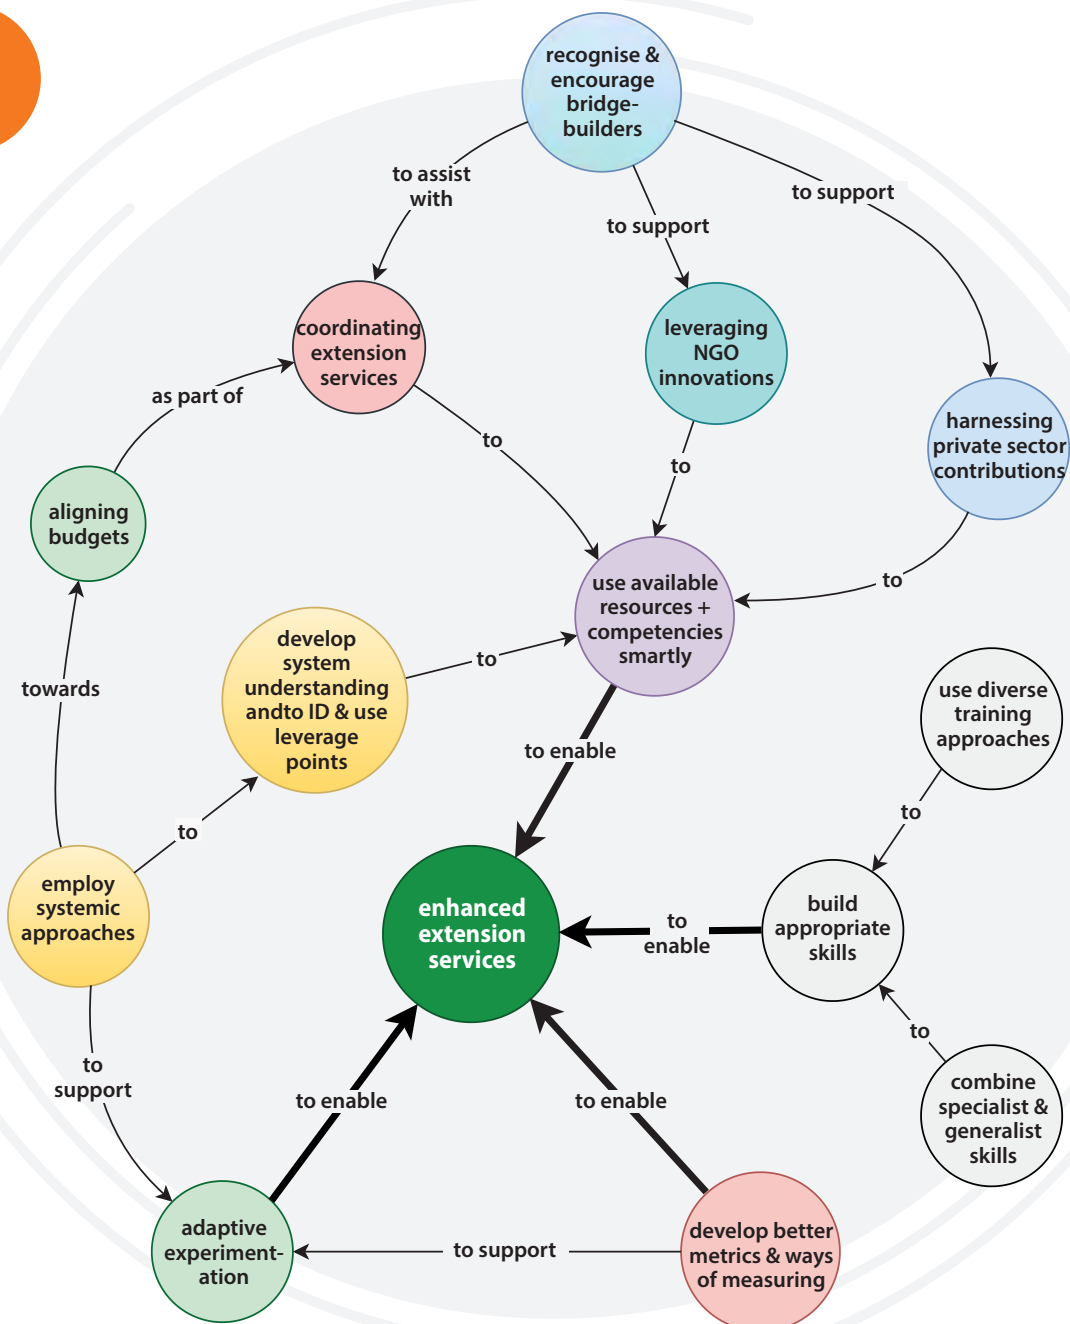 recognise &
encourage
bridge-
builders
to assist
with
to support
to support
coordinating
extension
services
leveraging
NGO
innovations
harnessing
private sector
contributions
as part of
to
to
to
aligning
budgets
use available
resources +
competencies
smartly
develop
system
understanding
andto ID & use
leverage
points
to
towards
use diverse
training
approaches
to enable
to
to
employ
systemic
approaches
enhanced
extension
services
to
enable
build
appropriate
skills
to
to
support
combine
specialist &
generalist
skills
to enable
to enable
adaptive
experiment-
ation
to support
develop better
metrics & ways
of measuring